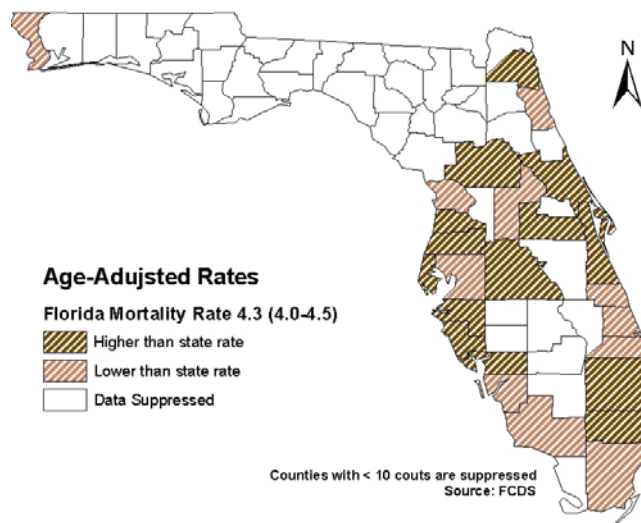 N
Age-Adjusted Rates
Florida Mortality Rate 4.3 (4.0-4.5)
Higher than state rate
Lower than state rate
Data Suppressed
Counties with < 10 couts are suppressed
Source: FCDS